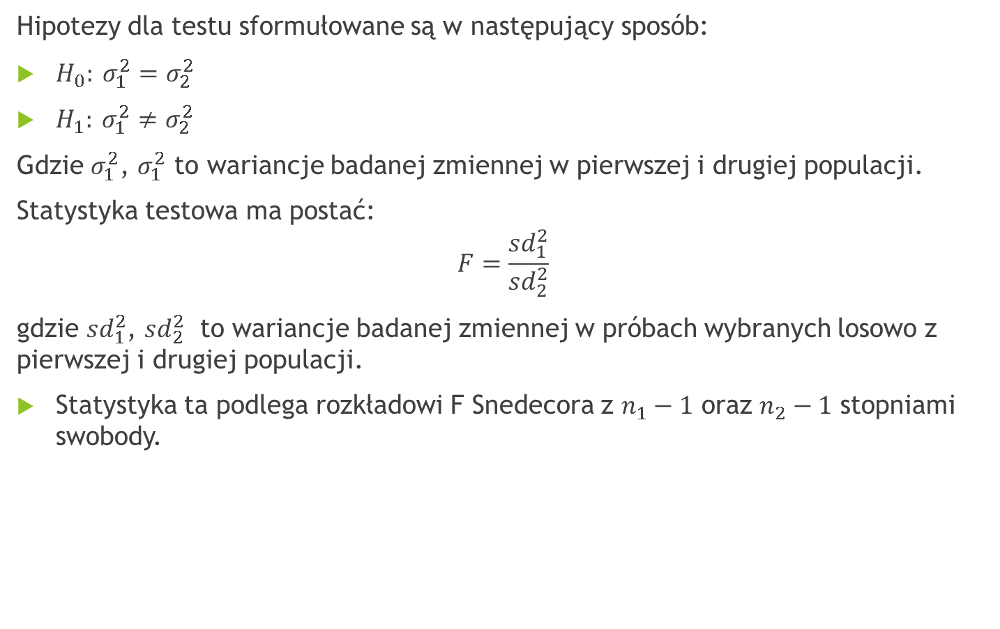 Hipotezy dla testu sformułowane są w następujący sposób:
▶ $H_0: \sigma_1^2 = \sigma_2^2$
▶ $H_1: \sigma_1^2 \neq \sigma_2^2$
Gdzie $\sigma_1^2$, $\sigma_1^2$ to wariancje badanej zmiennej w pierwszej i drugiej populacji.
Statystyka testowa ma postać:
$F = \frac{sd_1^2}{sd_2^2}$
gdzie $sd_1^2$, $sd_2^2$ to wariancje badanej zmiennej w próbach wybranych losowo z
pierwszej i drugiej populacji.
▶ Statystyka ta podlega rozkładowi F Snedecora z $n_1 - 1$ oraz $n_2 - 1$ stopniami
swobody.